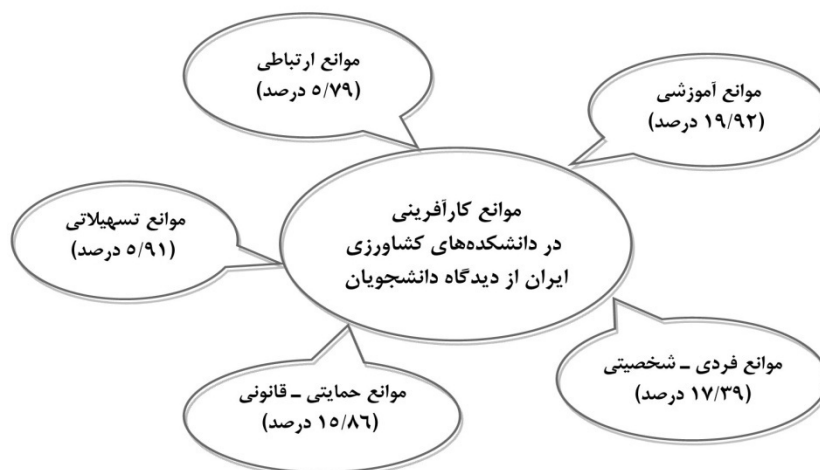 موانع ارتباطی
(۵/۷۹ درصد)
موانع آموزشی
(۱۹/۹۲ درصد)
موانع کارآفرینی
در دانشکده‌های کشاورزی
ایران از دیدگاه دانشجویان
موانع تسهیلاتی
(۵/۹۱ درصد)
موانع فردی ـ شخصیتی
(۱۷/۳۹ درصد)
موانع حمایتی ـ قانونی
(۱۵/۸۶ درصد)